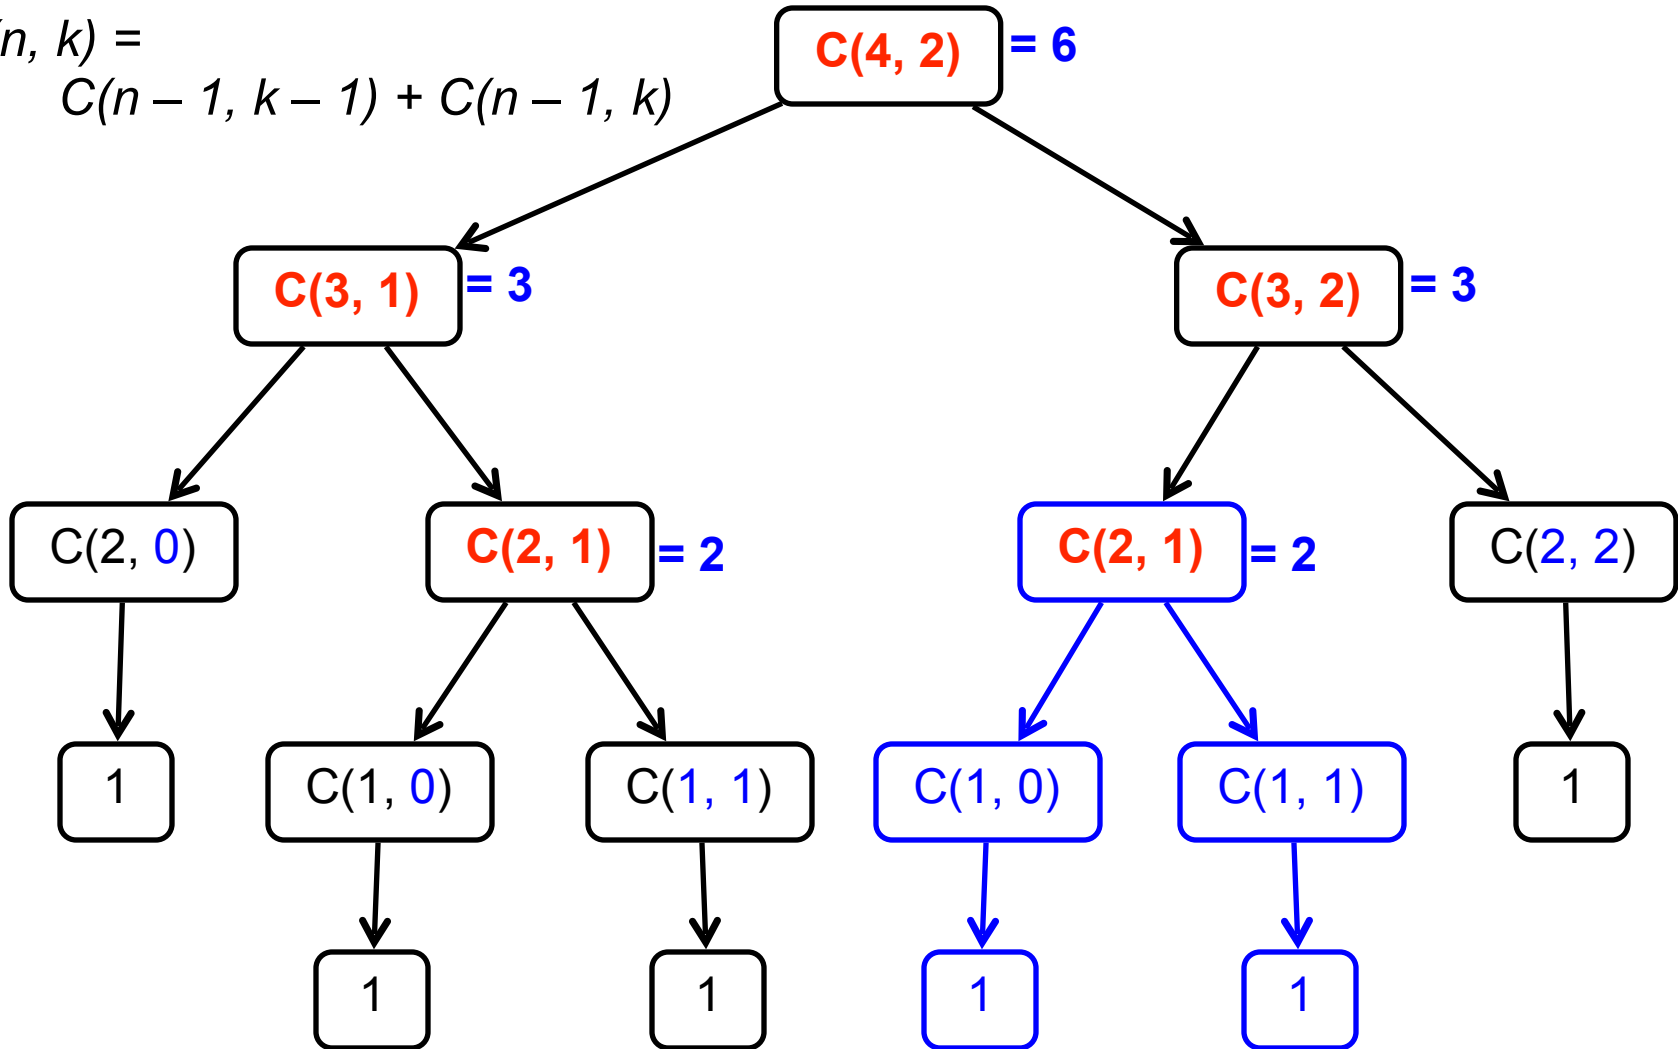 (n, k) =
C(n – 1, k – 1) + C(n – 1, k)
C(4, 2) = 6
C(3, 1) = 3
C(3, 2) = 3
C(2, 0)
C(2, 1) = 2
C(2, 1) = 2
C(2, 2)
1
C(1, 0)
C(1, 1)
C(1, 0)
C(1, 1)
1
1
1
1
1